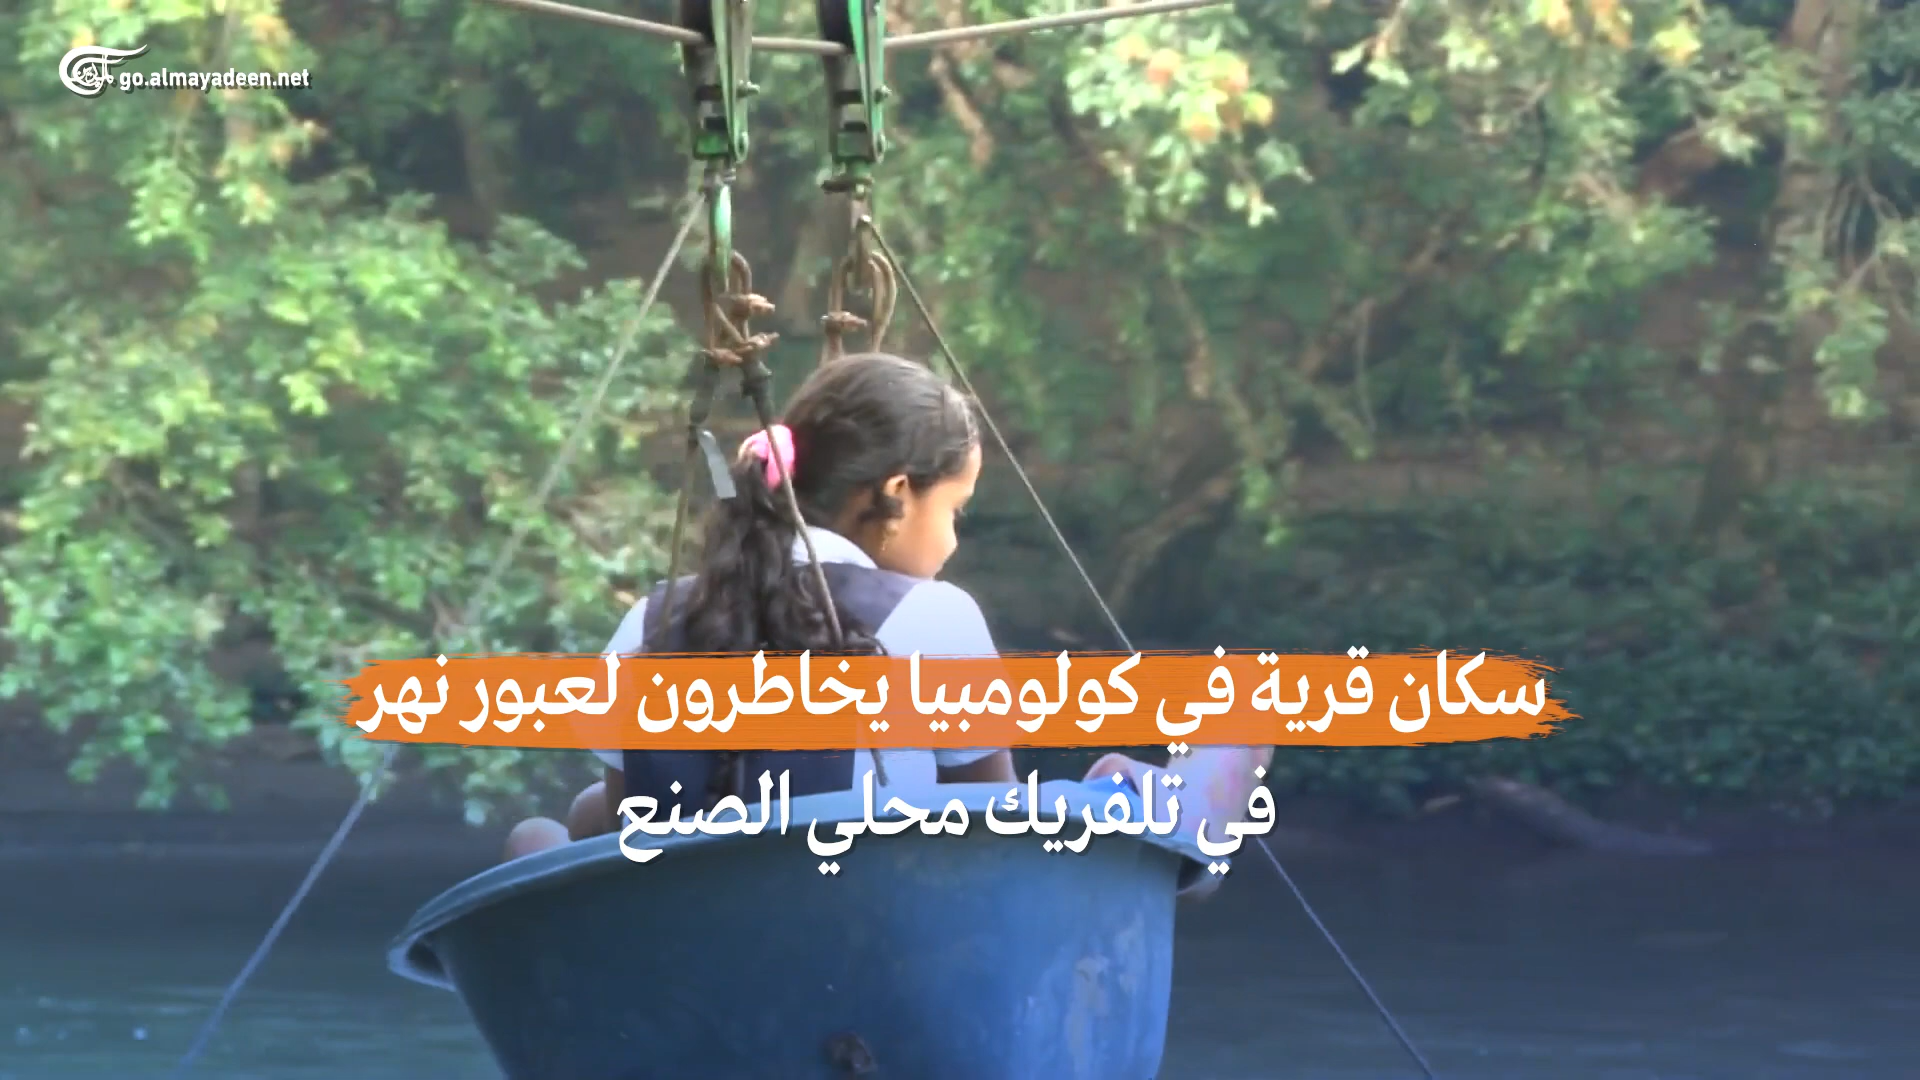 go.almayadeen.net
سكان قرية في كولومبيا يخاطرون لعبور نهر
في تلفريك محلي الصنع